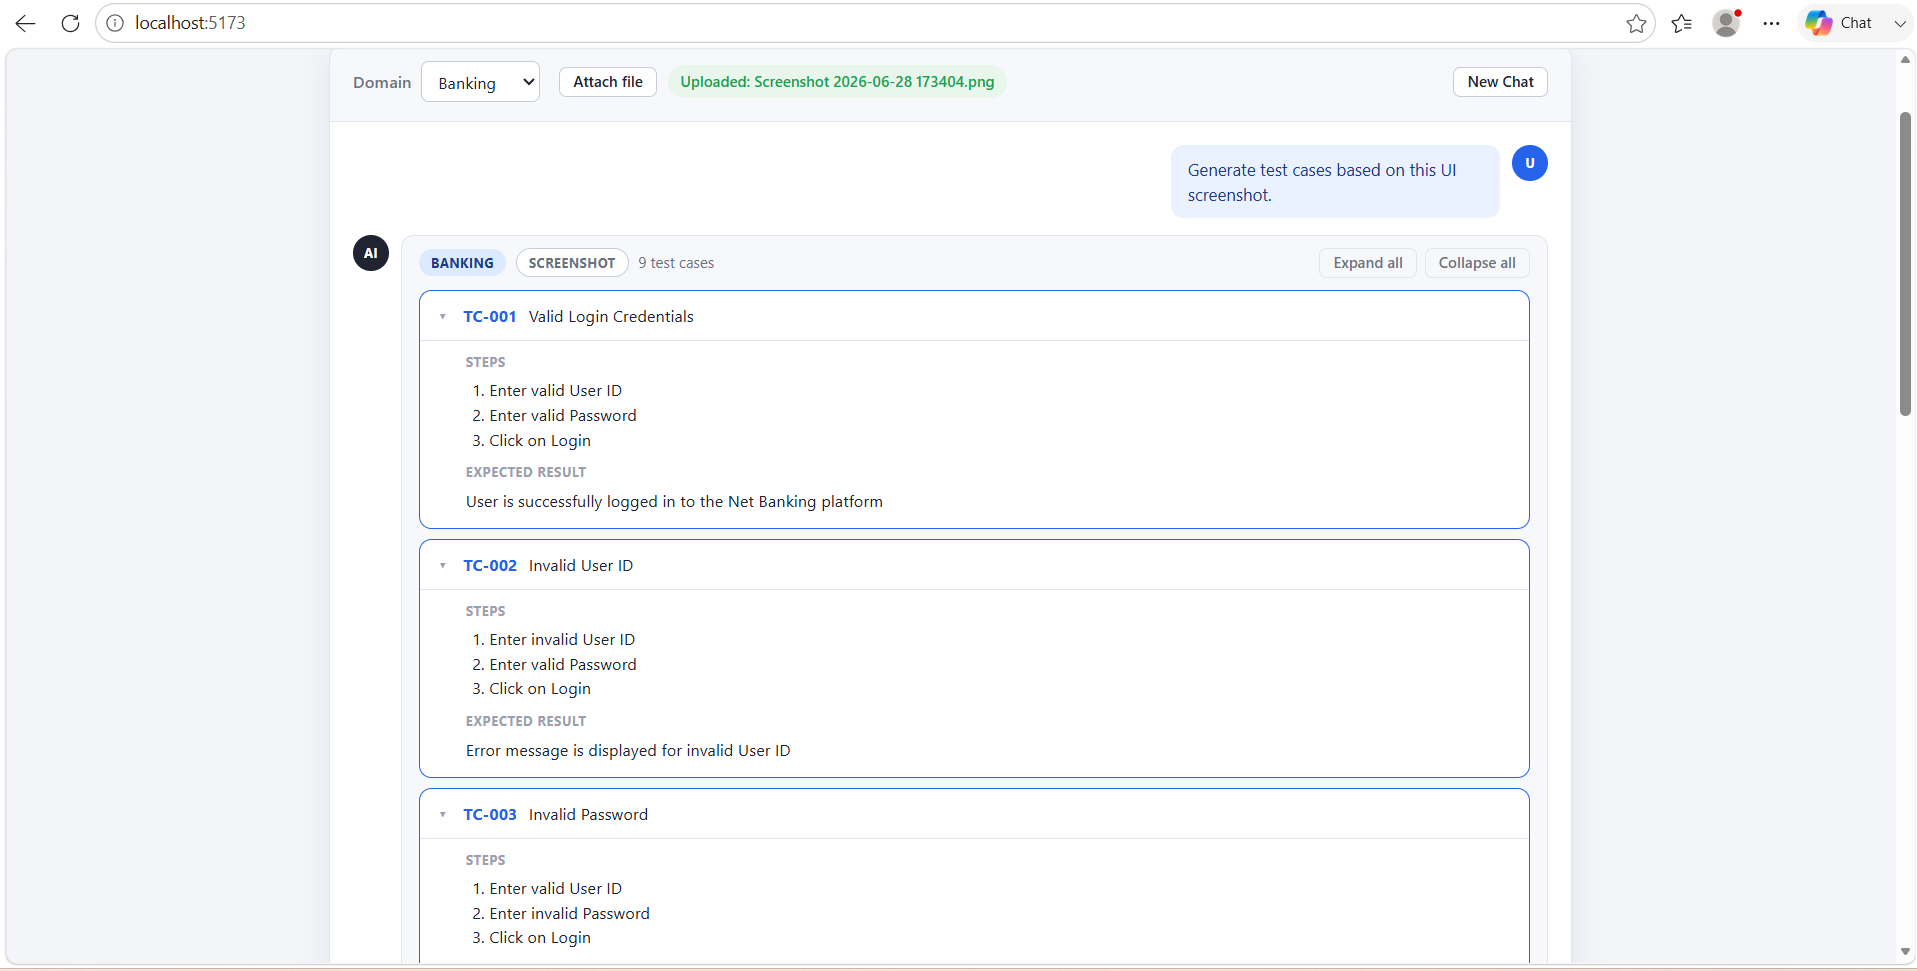 localhost:5173
Chat
Domain
Banking
Attach file
Uploaded: Screenshot 2026-06-28 173404.png
New Chat
Generate test cases based on this UI
screenshot.
U
AI
BANKING
SCREENSHOT
9 test cases
Expand all
Collapse all
TC-001 Valid Login Credentials
STEPS
1. Enter valid User ID
2. Enter valid Password
3. Click on Login
EXPECTED RESULT
User is successfully logged in to the Net Banking platform
TC-002 Invalid User ID
STEPS
1. Enter invalid User ID
2. Enter valid Password
3. Click on Login
EXPECTED RESULT
Error message is displayed for invalid User ID
TC-003 Invalid Password
STEPS
1. Enter valid User ID
2. Enter invalid Password
3. Click on Login